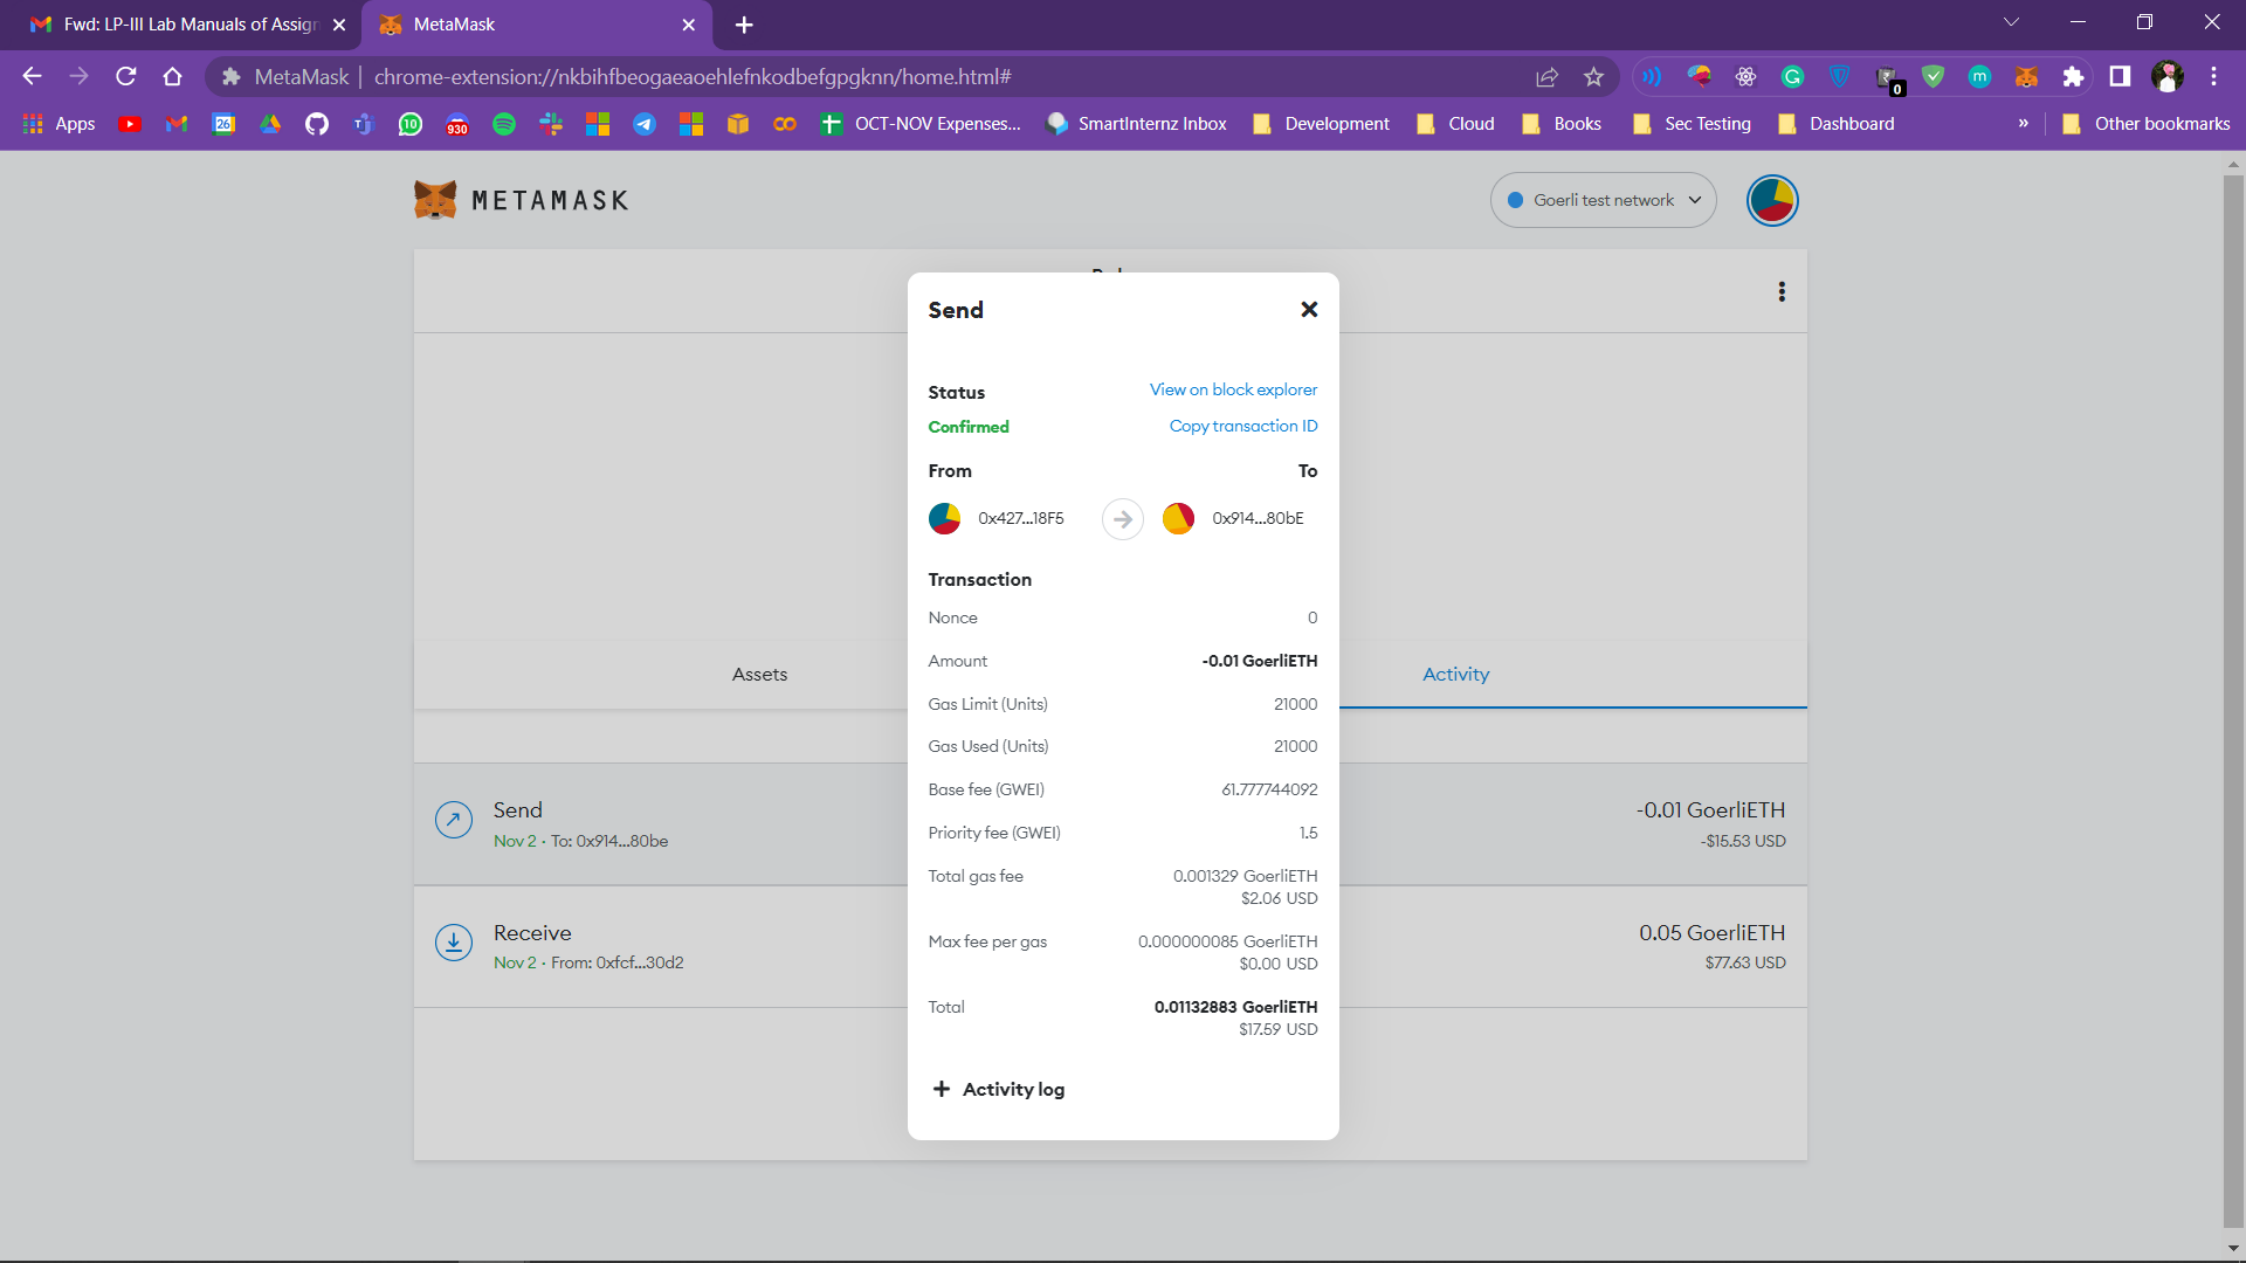 Fwd: LP-III Lab Manuals of Assign
MetaMask
MetaMask | chrome-extension://nkbihfbeogaeaoehlefnkodbefgpgknn/home.html#
0
Apps
26
10
930
OCT-NOV Expenses...
SmartInternz Inbox
Development
Cloud
Books
Sec Testing
Dashboard
»
Other bookmarks
METAMASK
Goerli test network
Send
Status
View on block explorer
Confirmed
Copy transaction ID
From
To
0x427...18F5
0x914...80bE
Transaction
Nonce
0
Amount
-0.01 GoerliETH
Gas Limit (Units)
21000
Gas Used (Units)
21000
Base fee (GWEI)
61.777744092
Priority fee (GWEI)
1.5
Total gas fee
0.001329 GoerliETH
$2.06 USD
Max fee per gas
0.000000085 GoerliETH
$0.00 USD
Total
0.01132883 GoerliETH
$17.59 USD
+ Activity log
Assets
Activity
Send
Nov 2 · To: 0x914...80be
-0.01 GoerliETH
-$15.53 USD
Receive
Nov 2 · From: 0xfcf...30d2
0.05 GoerliETH
$77.63 USD